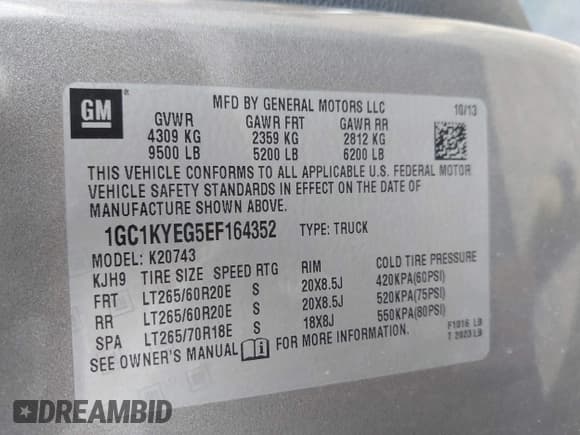 GM
®
MFD BY GENERAL MOTORS LLC
10/13
GVWR GAWR FRT GAWR RR
4309 KG 2359 KG 2812 KG
9500 LB 5200 LB 6200 LB
THIS VEHICLE CONFORMS TO ALL APPLICABLE U.S. FEDERAL MOTOR
VEHICLE SAFETY STANDARDS IN EFFECT ON THE DATE OF
MANUFACTURE SHOWN ABOVE.
1GC1KYEG5EF164352 TYPE: TRUCK
MODEL: K20743
KJH9 TIRE SIZE SPEED RTG RIM COLD TIRE PRESSURE
FRT LT265/60R20E S 20X8.5J 420KPA(60PSI)
RR LT265/60R20E S 20X8.5J 520KPA(75PSI)
SPA LT265/70R18E S 18X8J 550KPA(80PSI)
SEE OWNER'S MANUAL FOR MORE INFORMATION.
F1016 LB
T 2923 LB
DREAMBID